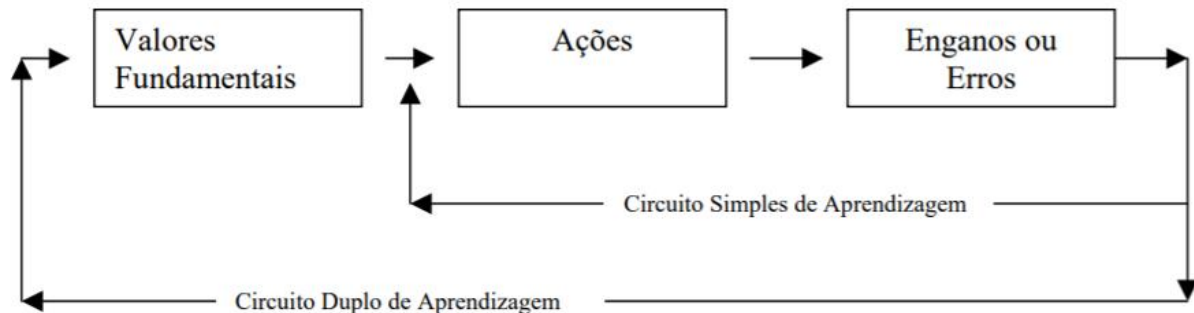 Valores
Fundamentais
Ações
Enganos ou
Erros
Circuito Simples de Aprendizagem
Circuito Duplo de Aprendizagem